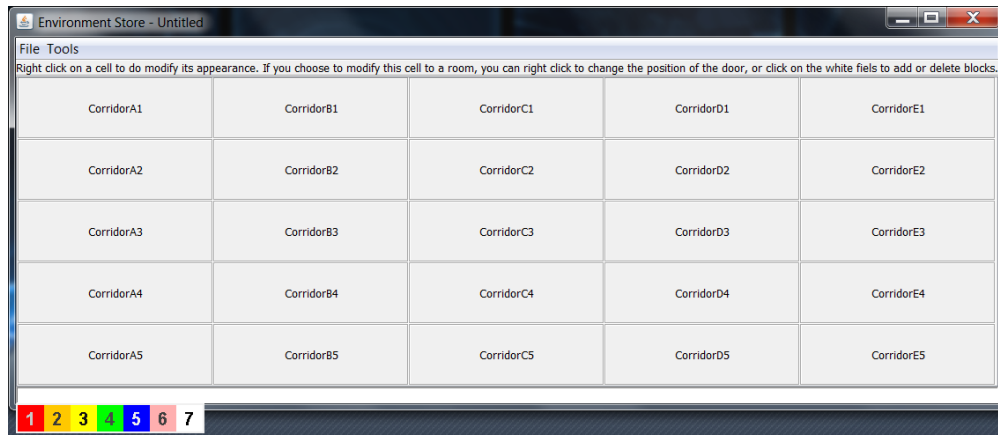 Environment Store - Untitled
File Tools
Right click on a cell to do modify its appearance. If you choose to modify this cell to a room, you can right click to change the position of the door, or click on the white fiels to add or delete blocks.
CorridorA1 CorridorB1 CorridorC1 CorridorD1 CorridorE1
CorridorA2 CorridorB2 CorridorC2 CorridorD2 CorridorE2
CorridorA3 CorridorB3 CorridorC3 CorridorD3 CorridorE3
CorridorA4 CorridorB4 CorridorC4 CorridorD4 CorridorE4
CorridorA5 CorridorB5 CorridorC5 CorridorD5 CorridorE5
1 2 3 4 5 6 7